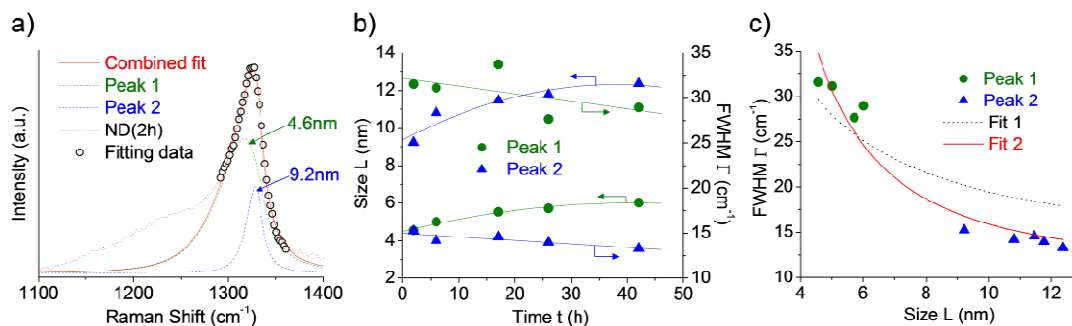 a)
Intensity (a.u.)
Combined fit
Peak 1
Peak 2
ND(2h)
Fitting data
4.6nm
9.2nm
1100 1200 1300 1400
Raman Shift (cm⁻¹)
b)
Size L (nm)
14
12
10
8
6
4
2
Peak 1
Peak 2
35
30
25
20
15
10
FWHM Γ (cm⁻¹)
0 10 20 30 40 50
Time t (h)
c)
FWHM Γ (cm⁻¹)
35
30
25
20
15
10
Peak 1
Peak 2
Fit 1
Fit 2
4 6 8 10 12
Size L (nm)